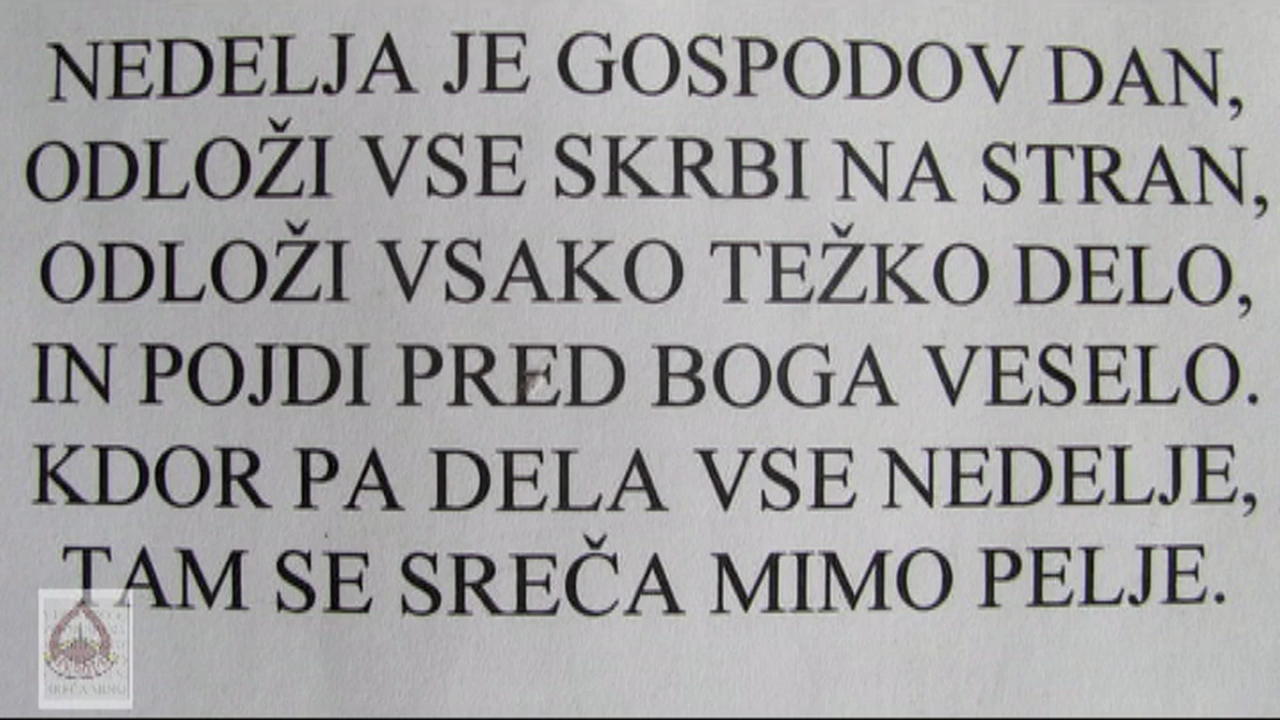 NEDELJA JE GOSPODOV DAN,
ODLOŽI VSE SKRBI NA STRAN,
ODLOŽI VSAKO TEŽKO DELO,
IN POJDI PRED BOGA VESELO.
KDOR PA DELA VSE NEDELJE,
TAM SE SREČA MIMO PELJE.